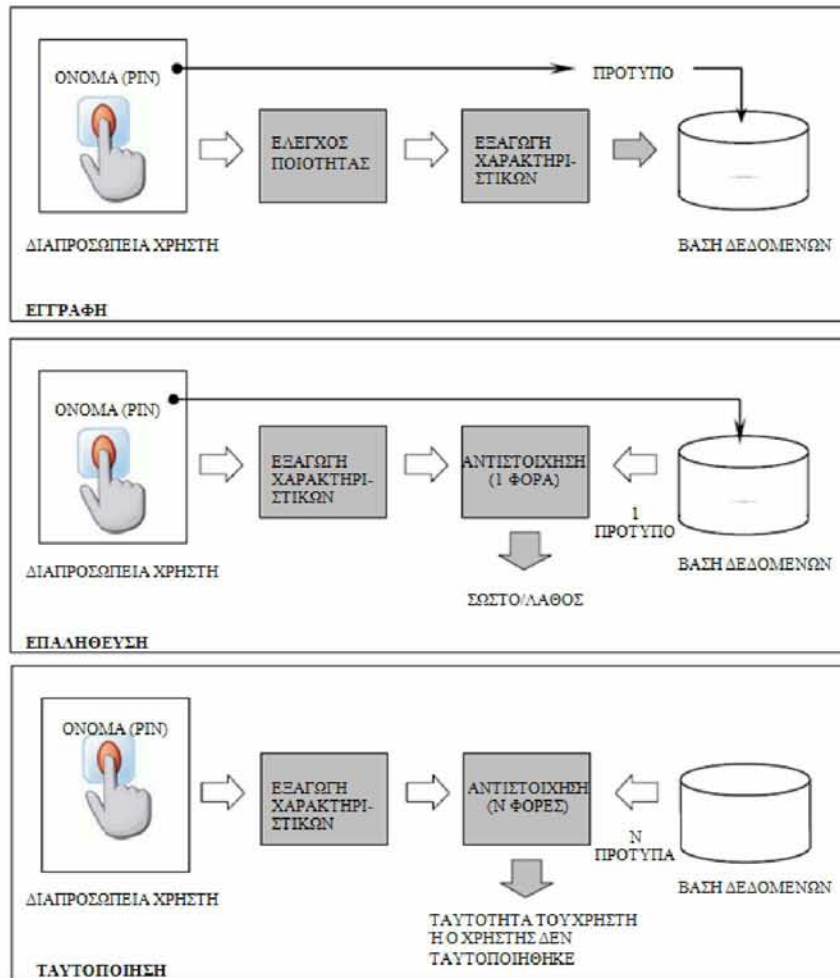 ΟΝΟΜΑ (PIN)
ΠΡΟΤΥΠΟ
ΕΛΕΓΧΟΣ
ΠΟΙΟΤΗΤΑΣ
ΕΞΑΓΩΓΗ
ΧΑΡΑΚΤΗΡΙ-
ΣΤΙΚΩΝ
ΔΙΑΠΡΟΣΩΠΕΙΑ ΧΡΗΣΤΗ
ΒΑΣΗ ΔΕΔΟΜΕΝΩΝ
ΕΓΓΡΑΦΗ
ΟΝΟΜΑ (PIN)
ΕΞΑΓΩΓΗ
ΧΑΡΑΚΤΗΡΙ-
ΣΤΙΚΩΝ
ΑΝΤΙΣΤΟΙΧΗΣΗ
(1 ΦΟΡΑ)
1
ΠΡΟΤΥΠΟ
ΔΙΑΠΡΟΣΩΠΕΙΑ ΧΡΗΣΤΗ
ΒΑΣΗ ΔΕΔΟΜΕΝΩΝ
ΣΩΣΤΟ/ΛΑΘΟΣ
ΕΠΑΛΗΘΕΥΣΗ
ΟΝΟΜΑ (PIN)
ΕΞΑΓΩΓΗ
ΧΑΡΑΚΤΗΡΙ-
ΣΤΙΚΩΝ
ΑΝΤΙΣΤΟΙΧΗΣΗ
(N ΦΟΡΕΣ)
N
ΠΡΟΤΥΠΑ
ΔΙΑΠΡΟΣΩΠΕΙΑ ΧΡΗΣΤΗ
ΒΑΣΗ ΔΕΔΟΜΕΝΩΝ
ΤΑΥΤΟΤΗΤΑ ΤΟΥ ΧΡΗΣΤΗ
Ή Ο ΧΡΗΣΤΗΣ ΔΕΝ
ΤΑΥΤΟΠΟΙΗΘΗΚΕ
ΤΑΥΤΟΠΟΙΗΣΗ